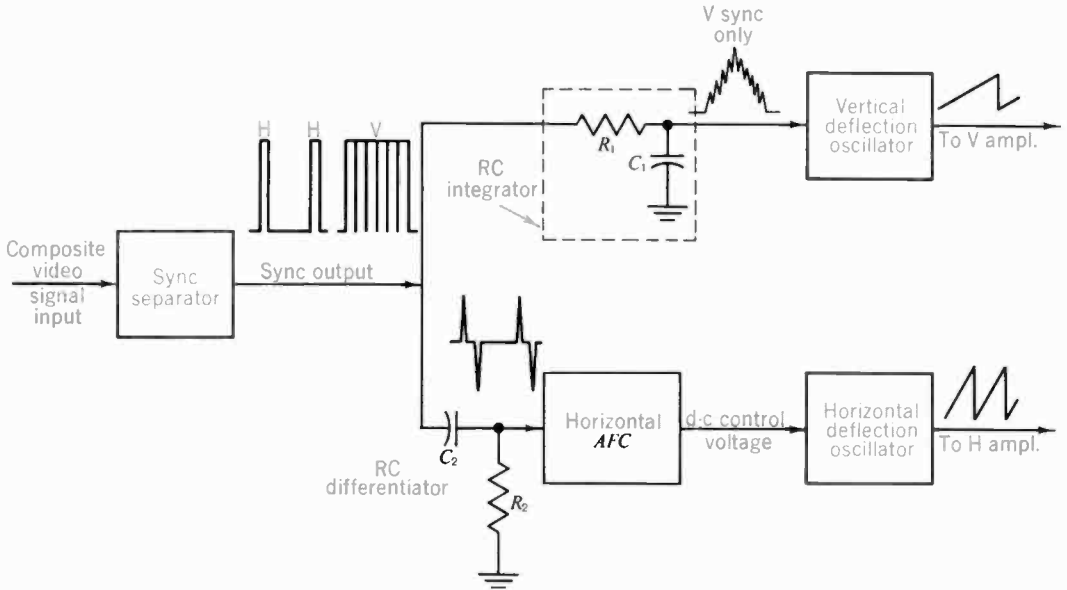 V sync
only
H H V
R1
C1
RC
integrator
Vertical
deflection
oscillator
To V ampl.
Composite
video
signal
input
Sync
separator
Sync output
C2
RC
differentiator
R2
Horizontal
AFC
d-c control
voltage
Horizontal
deflection
oscillator
To H ampl.